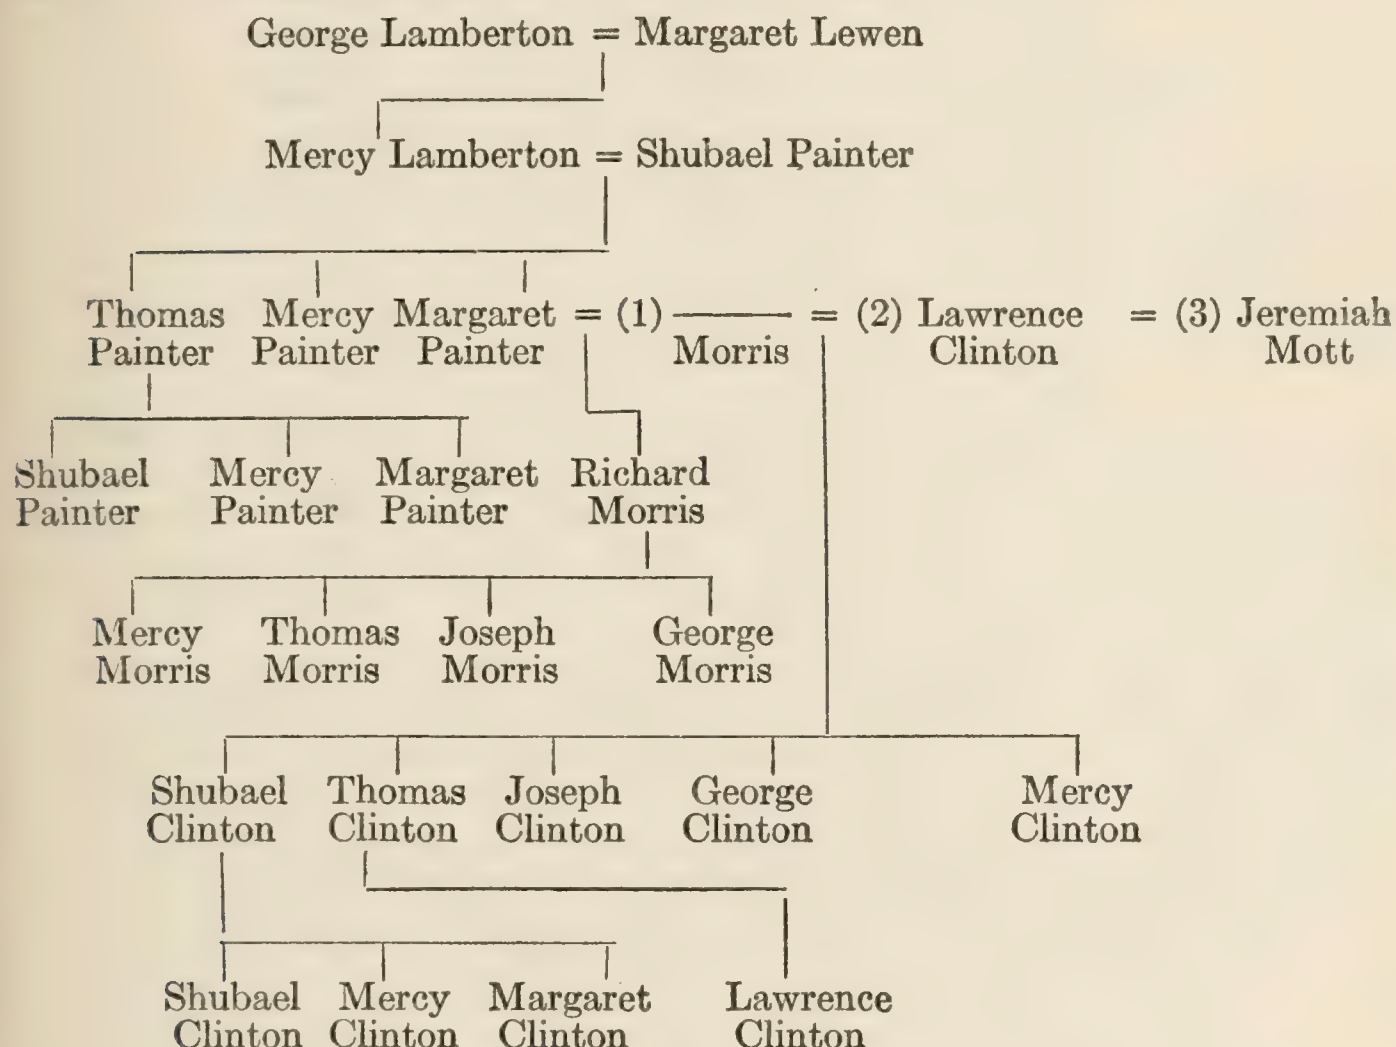 George Lamberton = Margaret Lewen
Mercy Lamberton = Shubael Painter
Thomas Mercy Margaret = (1) ——— = (2) Lawrence = (3) Jeremiah
Painter Painter Painter Morris Clinton Mott
Shubael Mercy Margaret Richard
Painter Painter Painter Morris
Mercy Thomas Joseph George
Morris Morris Morris Morris
Shubael Thomas Joseph George Mercy
Clinton Clinton Clinton Clinton Clinton
Shubael Mercy Margaret Lawrence
Clinton Clinton Clinton Clinton